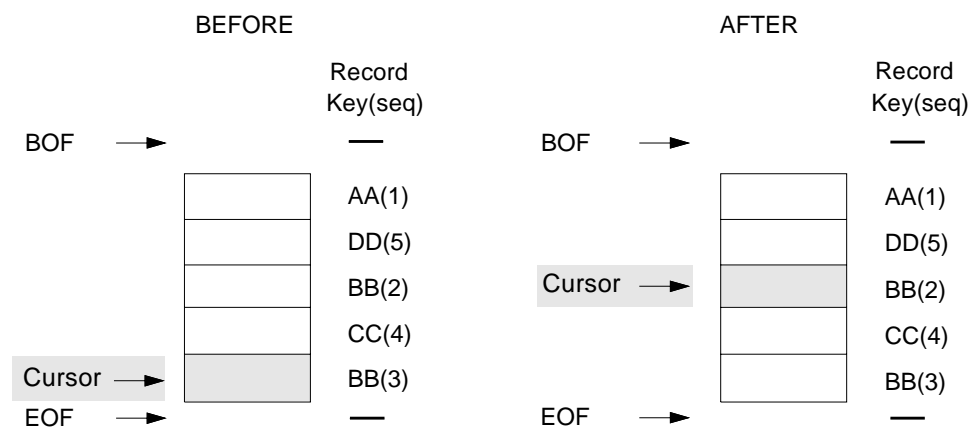 BEFORE
Record
Key(seq)
BOF —
AA(1)
DD(5)
BB(2)
CC(4)
Cursor BB(3)
EOF —
AFTER
Record
Key(seq)
BOF —
AA(1)
DD(5)
Cursor BB(2)
CC(4)
BB(3)
EOF —